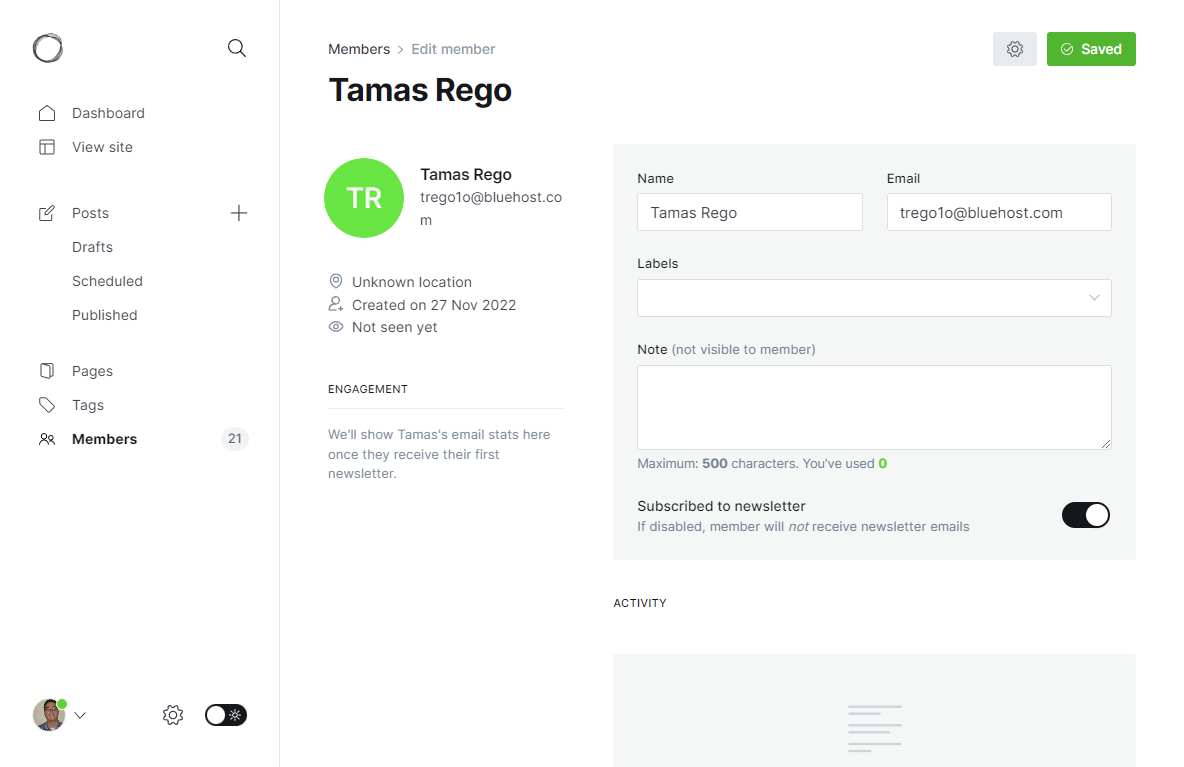 Dashboard
View site
Posts
Drafts
Scheduled
Published
Pages
Tags
Members 21
Members > Edit member
Saved
Tamas Rego
TR
Tamas Rego
trego1o@bluehost.co
m
Unknown location
Created on 27 Nov 2022
Not seen yet
ENGAGEMENT
We'll show Tamas's email stats here
once they receive their first
newsletter.
Name
Tamas Rego
Email
trego1o@bluehost.com
Labels
Note (not visible to member)
Maximum: 500 characters. You've used 0
Subscribed to newsletter
If disabled, member will not receive newsletter emails
ACTIVITY